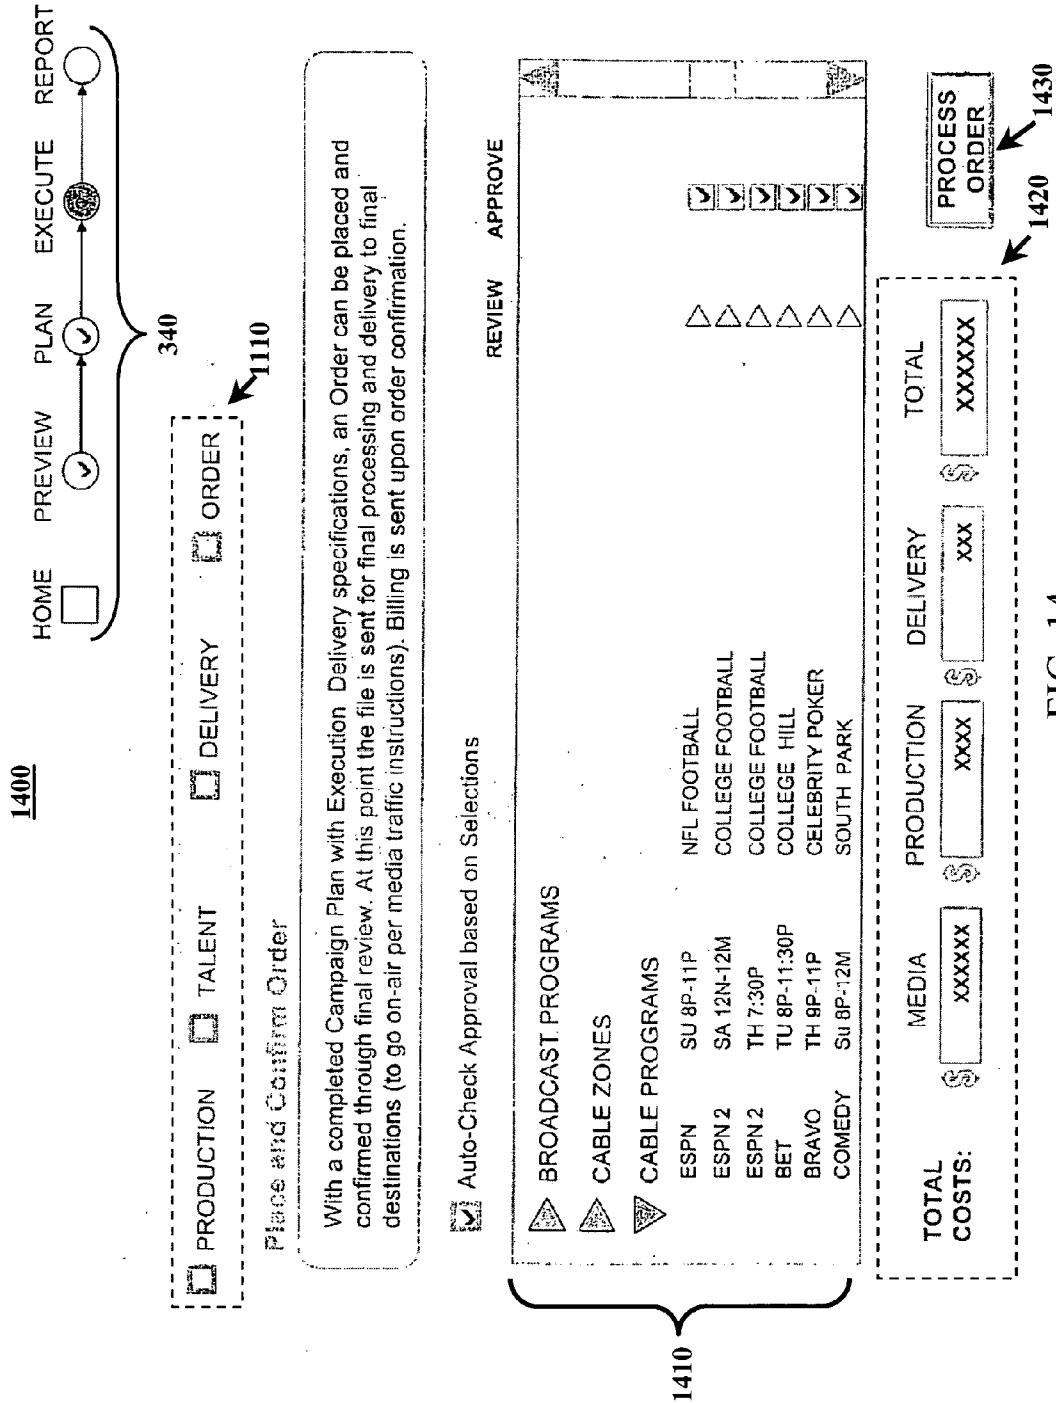 1400
HOME PREVIEW PLAN EXECUTE REPORT
340
PRODUCTION TALENT DELIVERY ORDER
1110
Place and Confirm Order
With a completed Campaign Plan with Execution Delivery specifications, an Order can be placed and
confirmed through final review. At this point the file is sent for final processing and delivery to final
destinations (to go on-air per media traffic instructions). Billing is sent upon order confirmation.
Auto-Check Approval based on Selections
REVIEW APPROVE
BROADCAST PROGRAMS
CABLE ZONES
CABLE PROGRAMS
ESPN SU 8P-11P NFL FOOTBALL
ESPN 2 SA 12N-12M COLLEGE FOOTBALL
ESPN 2 TH 7:30P COLLEGE FOOTBALL
BET TU 8P-11:30P COLLEGE HILL
BRAVO TH 9P-11P CELEBRITY POKER
COMEDY Su 8P-12M SOUTH PARK
1410
TOTAL
COSTS:
MEDIA PRODUCTION DELIVERY TOTAL
$ XXXXXX $ XXXX $ XXX $ XXXXXX
PROCESS
ORDER
1420
1430